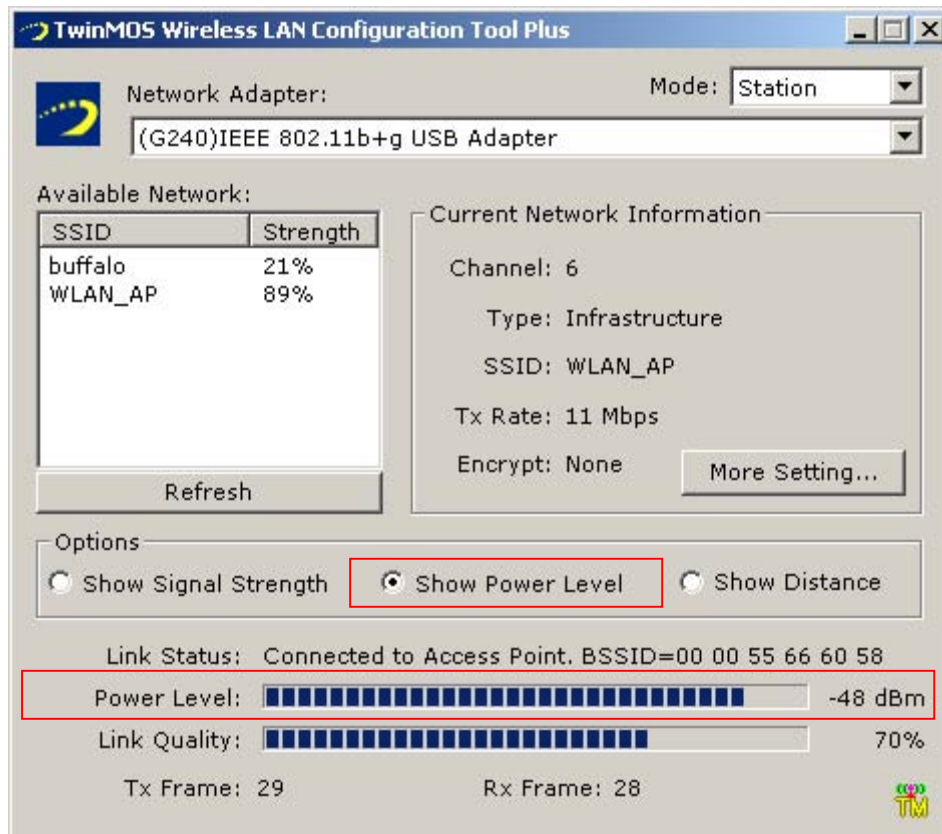 TwinMOS Wireless LAN Configuration Tool Plus
Network Adapter:
Mode: Station
(G240)IEEE 802.11b+g USB Adapter
Available Network:
SSID Strength
buffalo 21%
WLAN_AP 89%
Refresh
Current Network Information
Channel: 6
Type: Infrastructure
SSID: WLAN_AP
Tx Rate: 11 Mbps
Encrypt: None
More Setting...
Options
Show Signal Strength Show Power Level Show Distance
Link Status: Connected to Access Point. BSSID=00 00 55 66 60 58
Power Level: -48 dBm
Link Quality: 70%
Tx Frame: 29 Rx Frame: 28
TM